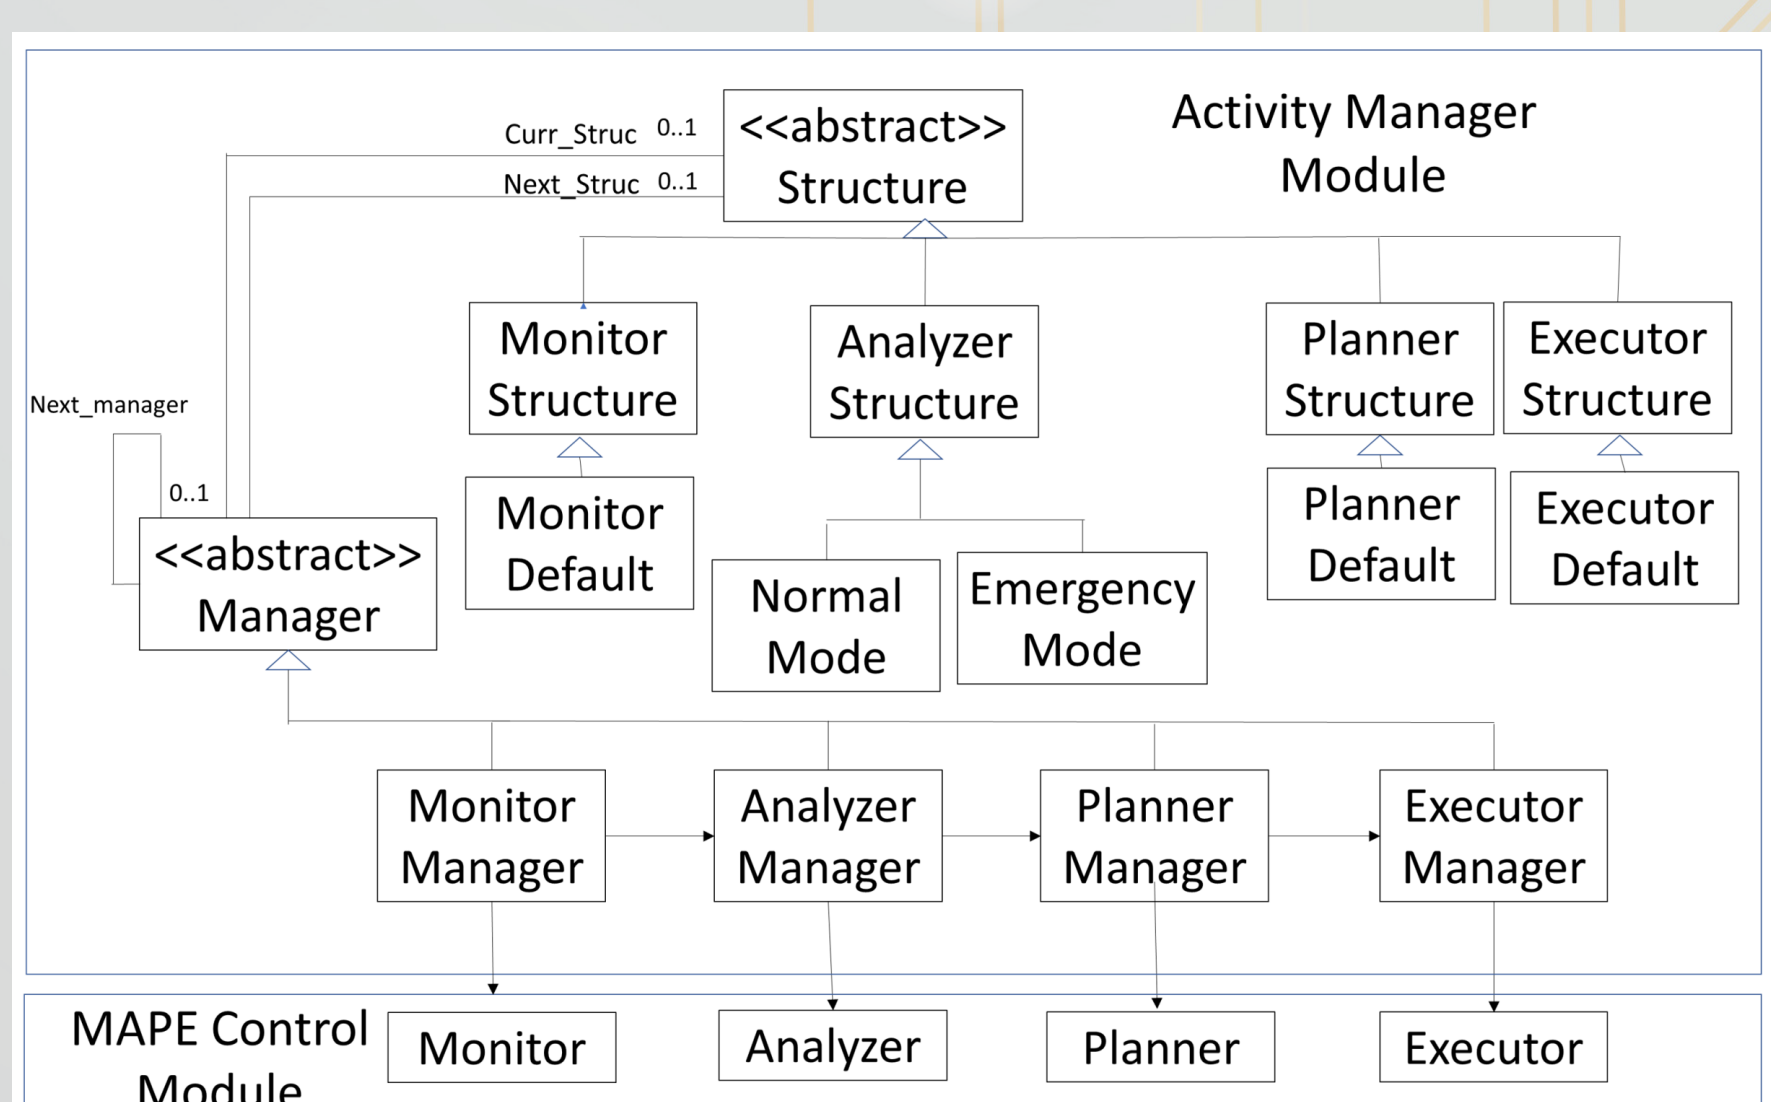 Activity Manager
Module
Curr_Struc 0..1
Next_Struc 0..1
<<abstract>>
Structure
Monitor
Structure
Analyzer
Structure
Planner
Structure
Executor
Structure
Next_manager
0..1
<<abstract>>
Manager
Monitor
Default
Normal
Mode
Emergency
Mode
Planner
Default
Executor
Default
Monitor
Manager
Analyzer
Manager
Planner
Manager
Executor
Manager
MAPE Control
Module
Monitor
Analyzer
Planner
Executor